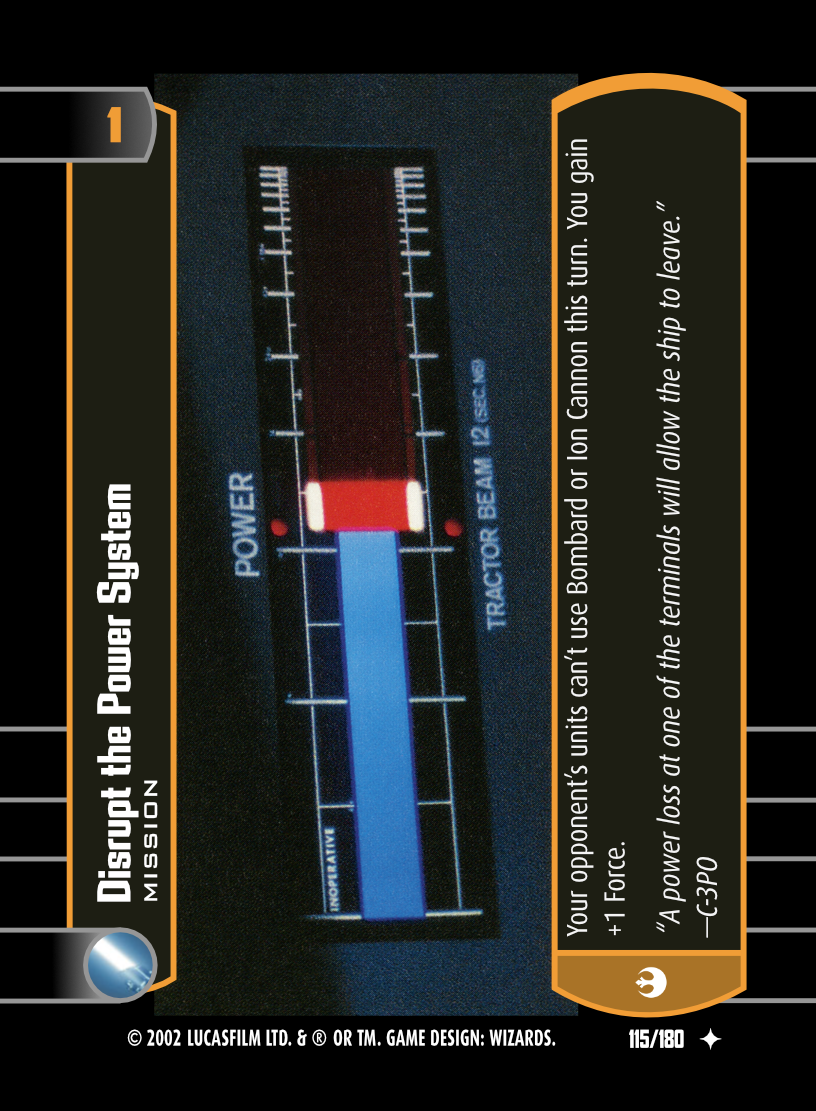 1
Disrupt the Power System
MISSION
POWER
INOPERATIVE
TRACTOR BEAM 12 (SEC. N6)
Your opponent's units can't use Bombard or Ion Cannon this turn. You gain
+1 Force.
“A power loss at one of the terminals will allow the ship to leave.”
—C-3PO
© 2002 LUCASFILM LTD. & ® OR TM. GAME DESIGN: WIZARDS.
115/180